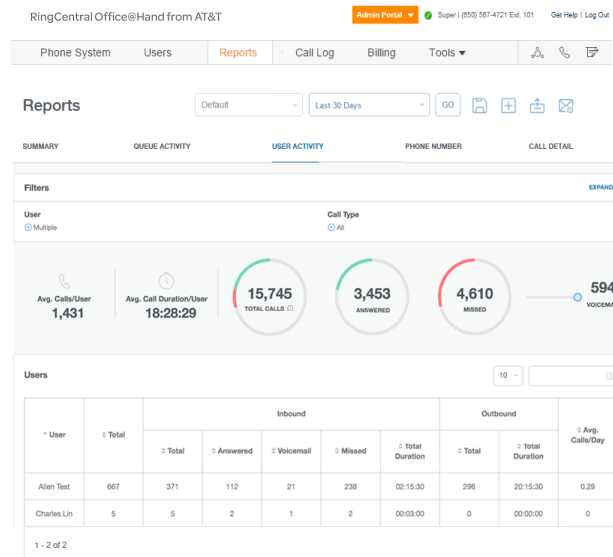 RingCentral Office@Hand from AT&T
Admin Portal Super | (650) 567-4721 Ext. 101 Get Help | Log Out
Phone System Users Reports Call Log Billing Tools
Reports Default Last 30 Days GO
SUMMARY QUEUE ACTIVITY USER ACTIVITY PHONE NUMBER CALL DETAIL
Filters EXPAND
User Call Type
Multiple All
Avg. Calls/User
1,431
Avg. Call Duration/User
18:28:29
15,745
TOTAL CALLS
3,453
ANSWERED
4,610
MISSED
594
VOICEMA
Users 10
User Total Inbound Outbound Avg. Calls/Day
Total Answered Voicemail Missed Total Duration Total Total Duration
Allen Test 667 371 112 21 238 02:15:30 296 20:15:30 0.29
Charles Lin 5 5 2 1 2 00:03:00 0 00:00:00 0
1 - 2 of 2